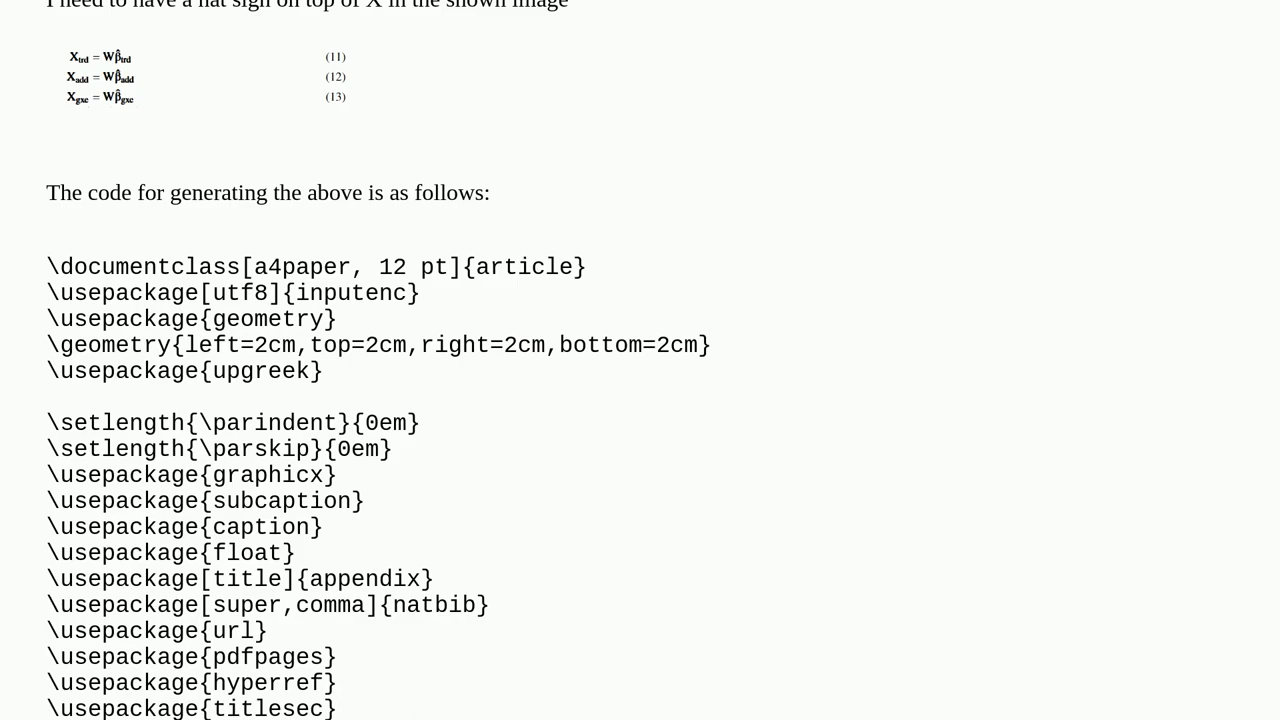 I need to have a hat sign on top of X in the shown image
X_trd = Wβ̂_trd (11)
X_add = Wβ̂_add (12)
X_gxe = Wβ̂_gxe (13)
The code for generating the above is as follows:
\documentclass[a4paper, 12 pt]{article}
\usepackage[utf8]{inputenc}
\usepackage{geometry}
\geometry{left=2cm,top=2cm,right=2cm,bottom=2cm}
\usepackage{upgreek}
\setlength{\parindent}{0em}
\setlength{\parskip}{0em}
\usepackage{graphicx}
\usepackage{subcaption}
\usepackage{caption}
\usepackage{float}
\usepackage[title]{appendix}
\usepackage[super,comma]{natbib}
\usepackage{url}
\usepackage{pdfpages}
\usepackage{hyperref}
\usepackage{titlesec}